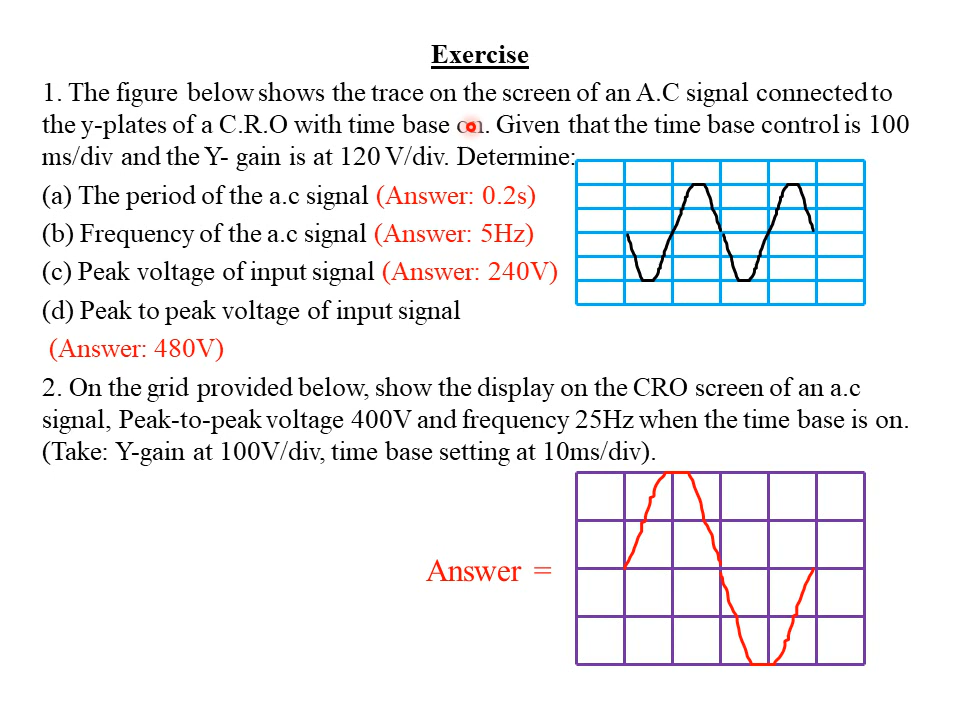 Exercise
1. The figure below shows the trace on the screen of an A.C signal connected to
the y-plates of a C.R.O with time base on. Given that the time base control is 100
ms/div and the Y- gain is at 120 V/div. Determine:
(a) The period of the a.c signal (Answer: 0.2s)
(b) Frequency of the a.c signal (Answer: 5Hz)
(c) Peak voltage of input signal (Answer: 240V)
(d) Peak to peak voltage of input signal
(Answer: 480V)
2. On the grid provided below, show the display on the CRO screen of an a.c
signal, Peak-to-peak voltage 400V and frequency 25Hz when the time base is on.
(Take: Y-gain at 100V/div, time base setting at 10ms/div).
Answer =